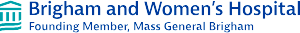 Brigham and Women's Hospital
Founding Member, Mass General Brigham